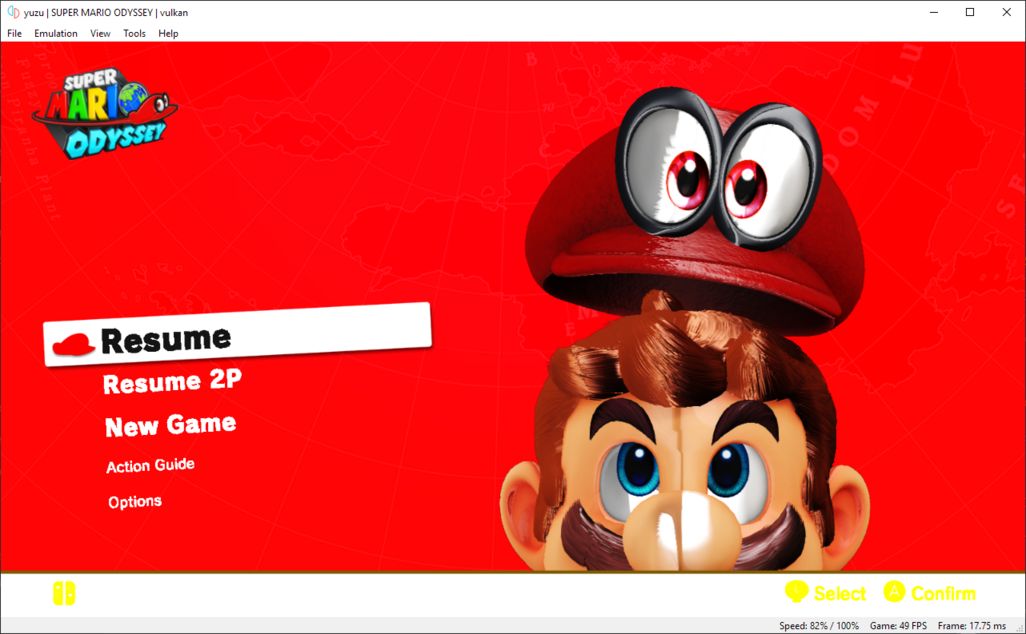 yuzu | SUPER MARIO ODYSSEY | vulkan
File Emulation View Tools Help
SUPER
MARIO
ODYSSEY
Resume
Resume 2P
New Game
Action Guide
Options
Select A Confirm
Speed: 82% / 100% Game: 49 FPS Frame: 17.75 ms